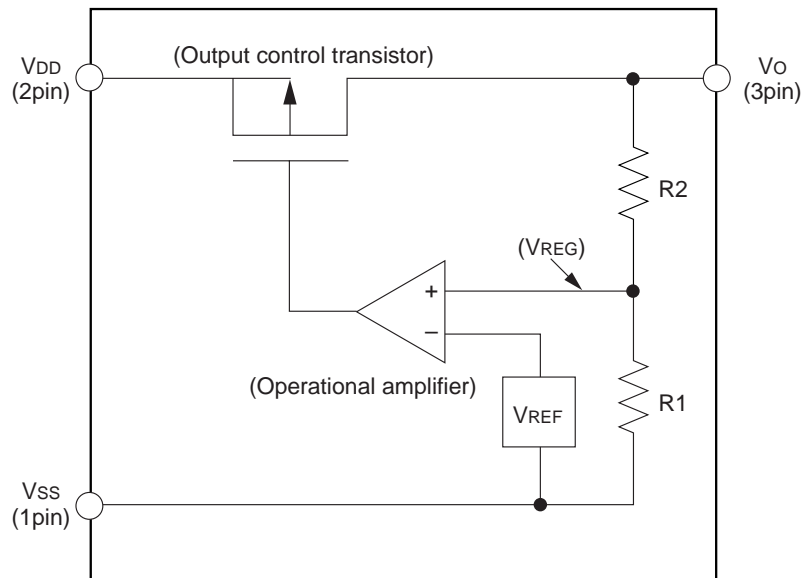 (Output control transistor)
VDD
(2pin)
VO
(3pin)
R2
(VREG)
+
−
(Operational amplifier)
VREF
R1
VSS
(1pin)